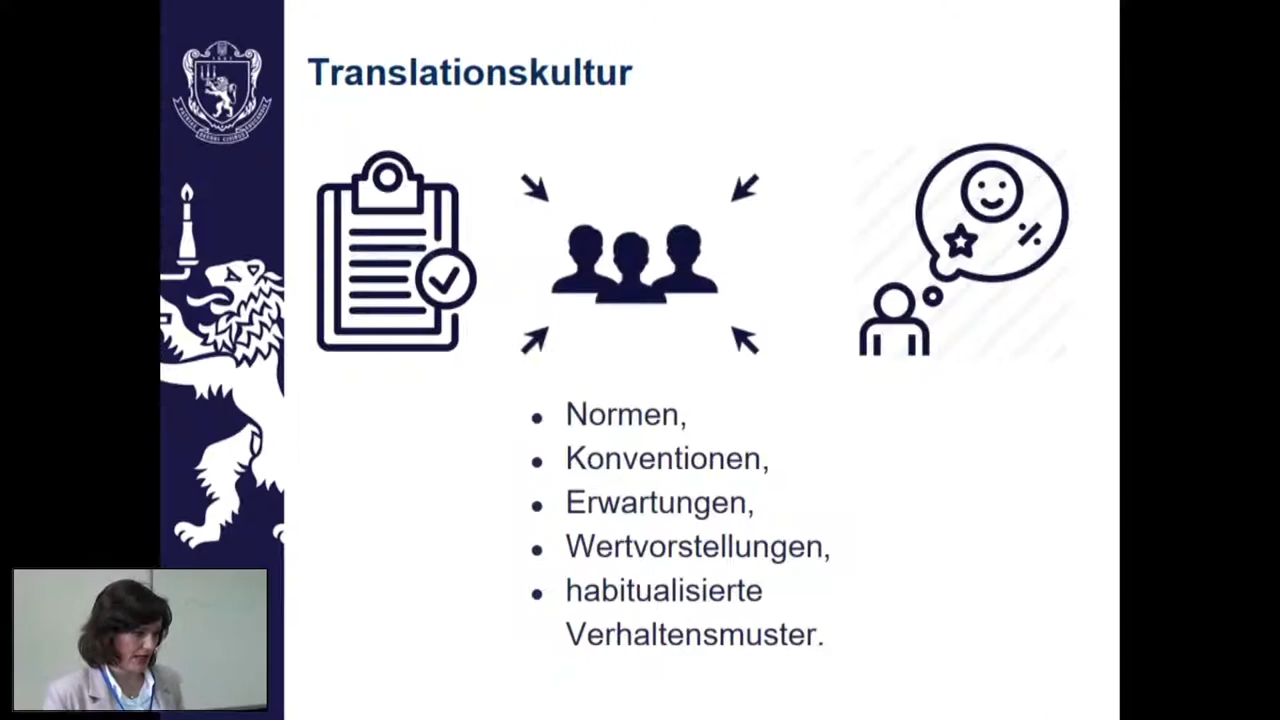 Translationskultur
Normen,
Konventionen,
Erwartungen,
Wertvorstellungen,
habitualisierte
Verhaltensmuster.